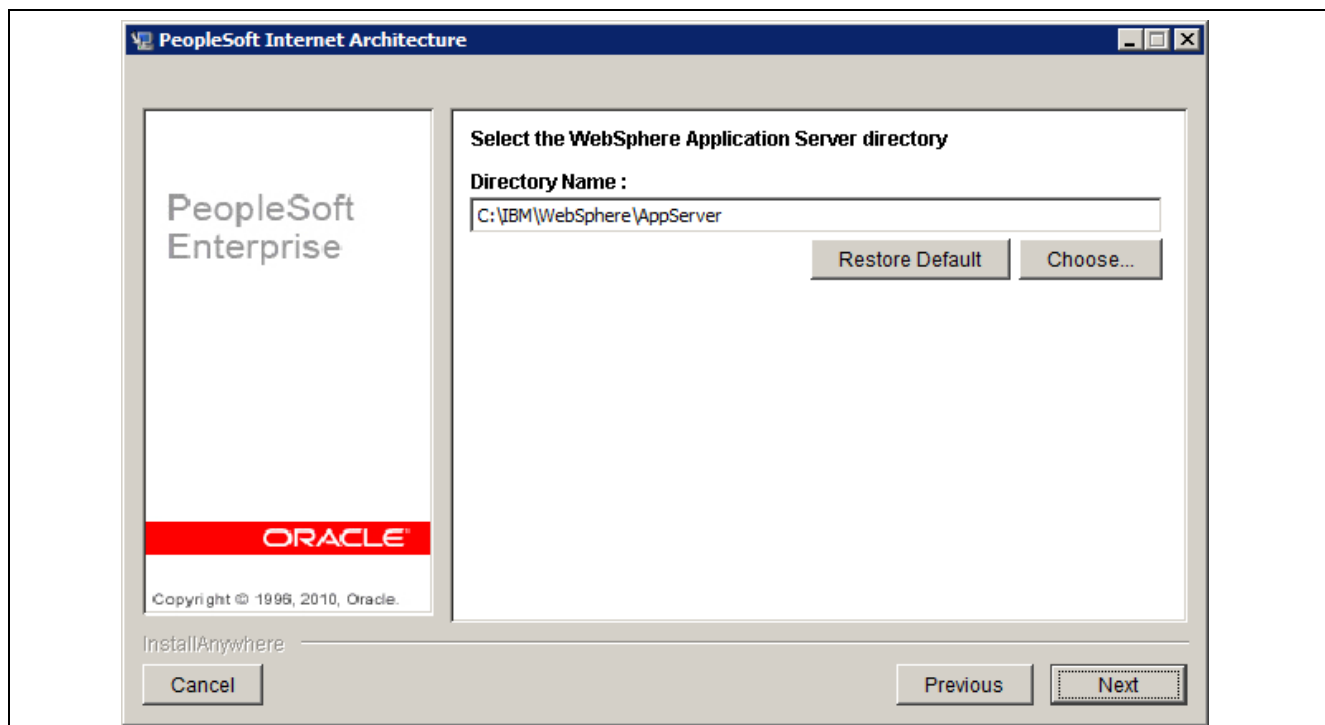 PeopleSoft Internet Architecture
PeopleSoft
Enterprise
ORACLE
Copyright © 1996, 2010, Oracle.
Select the WebSphere Application Server directory
Directory Name :
C:\IBM\WebSphere\AppServer
Restore Default
Choose...
InstallAnywhere
Cancel
Previous
Next